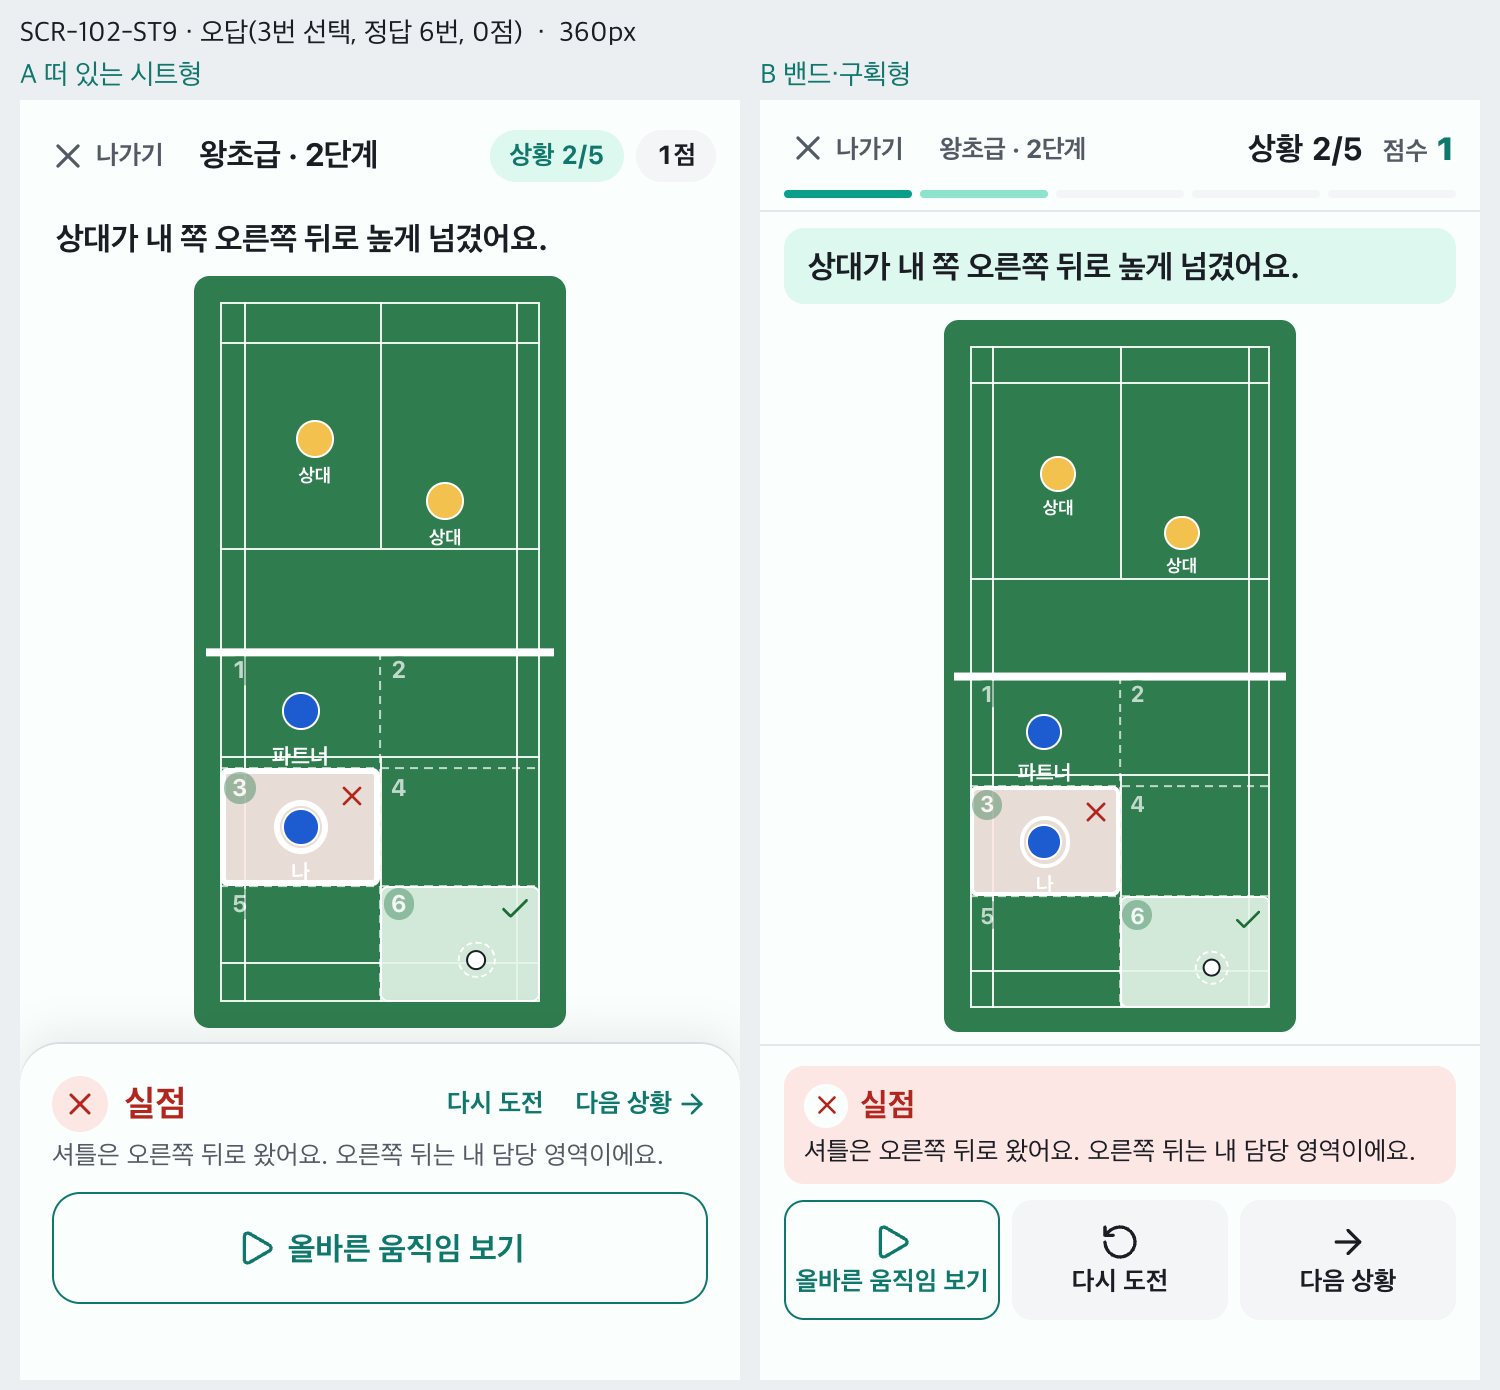 SCR-102-ST9 · 오답(3번 선택, 정답 6번, 0점) · 360px
A 떠 있는 시트형
나가기 왕초급 · 2단계 상황 2/5 1점
상대가 내 쪽 오른쪽 뒤로 높게 넘겼어요.
상대
상대
1 2
파트너
3 4
나
5 6
실점 다시 도전 다음 상황
셔틀은 오른쪽 뒤로 왔어요. 오른쪽 뒤는 내 담당 영역이에요.
올바른 움직임 보기
B 밴드·구획형
나가기 왕초급 · 2단계 상황 2/5 점수 1
상대가 내 쪽 오른쪽 뒤로 높게 넘겼어요.
상대
상대
1 2
파트너
3 4
나
5 6
실점
셔틀은 오른쪽 뒤로 왔어요. 오른쪽 뒤는 내 담당 영역이에요.
올바른 움직임 보기 다시 도전 다음 상황